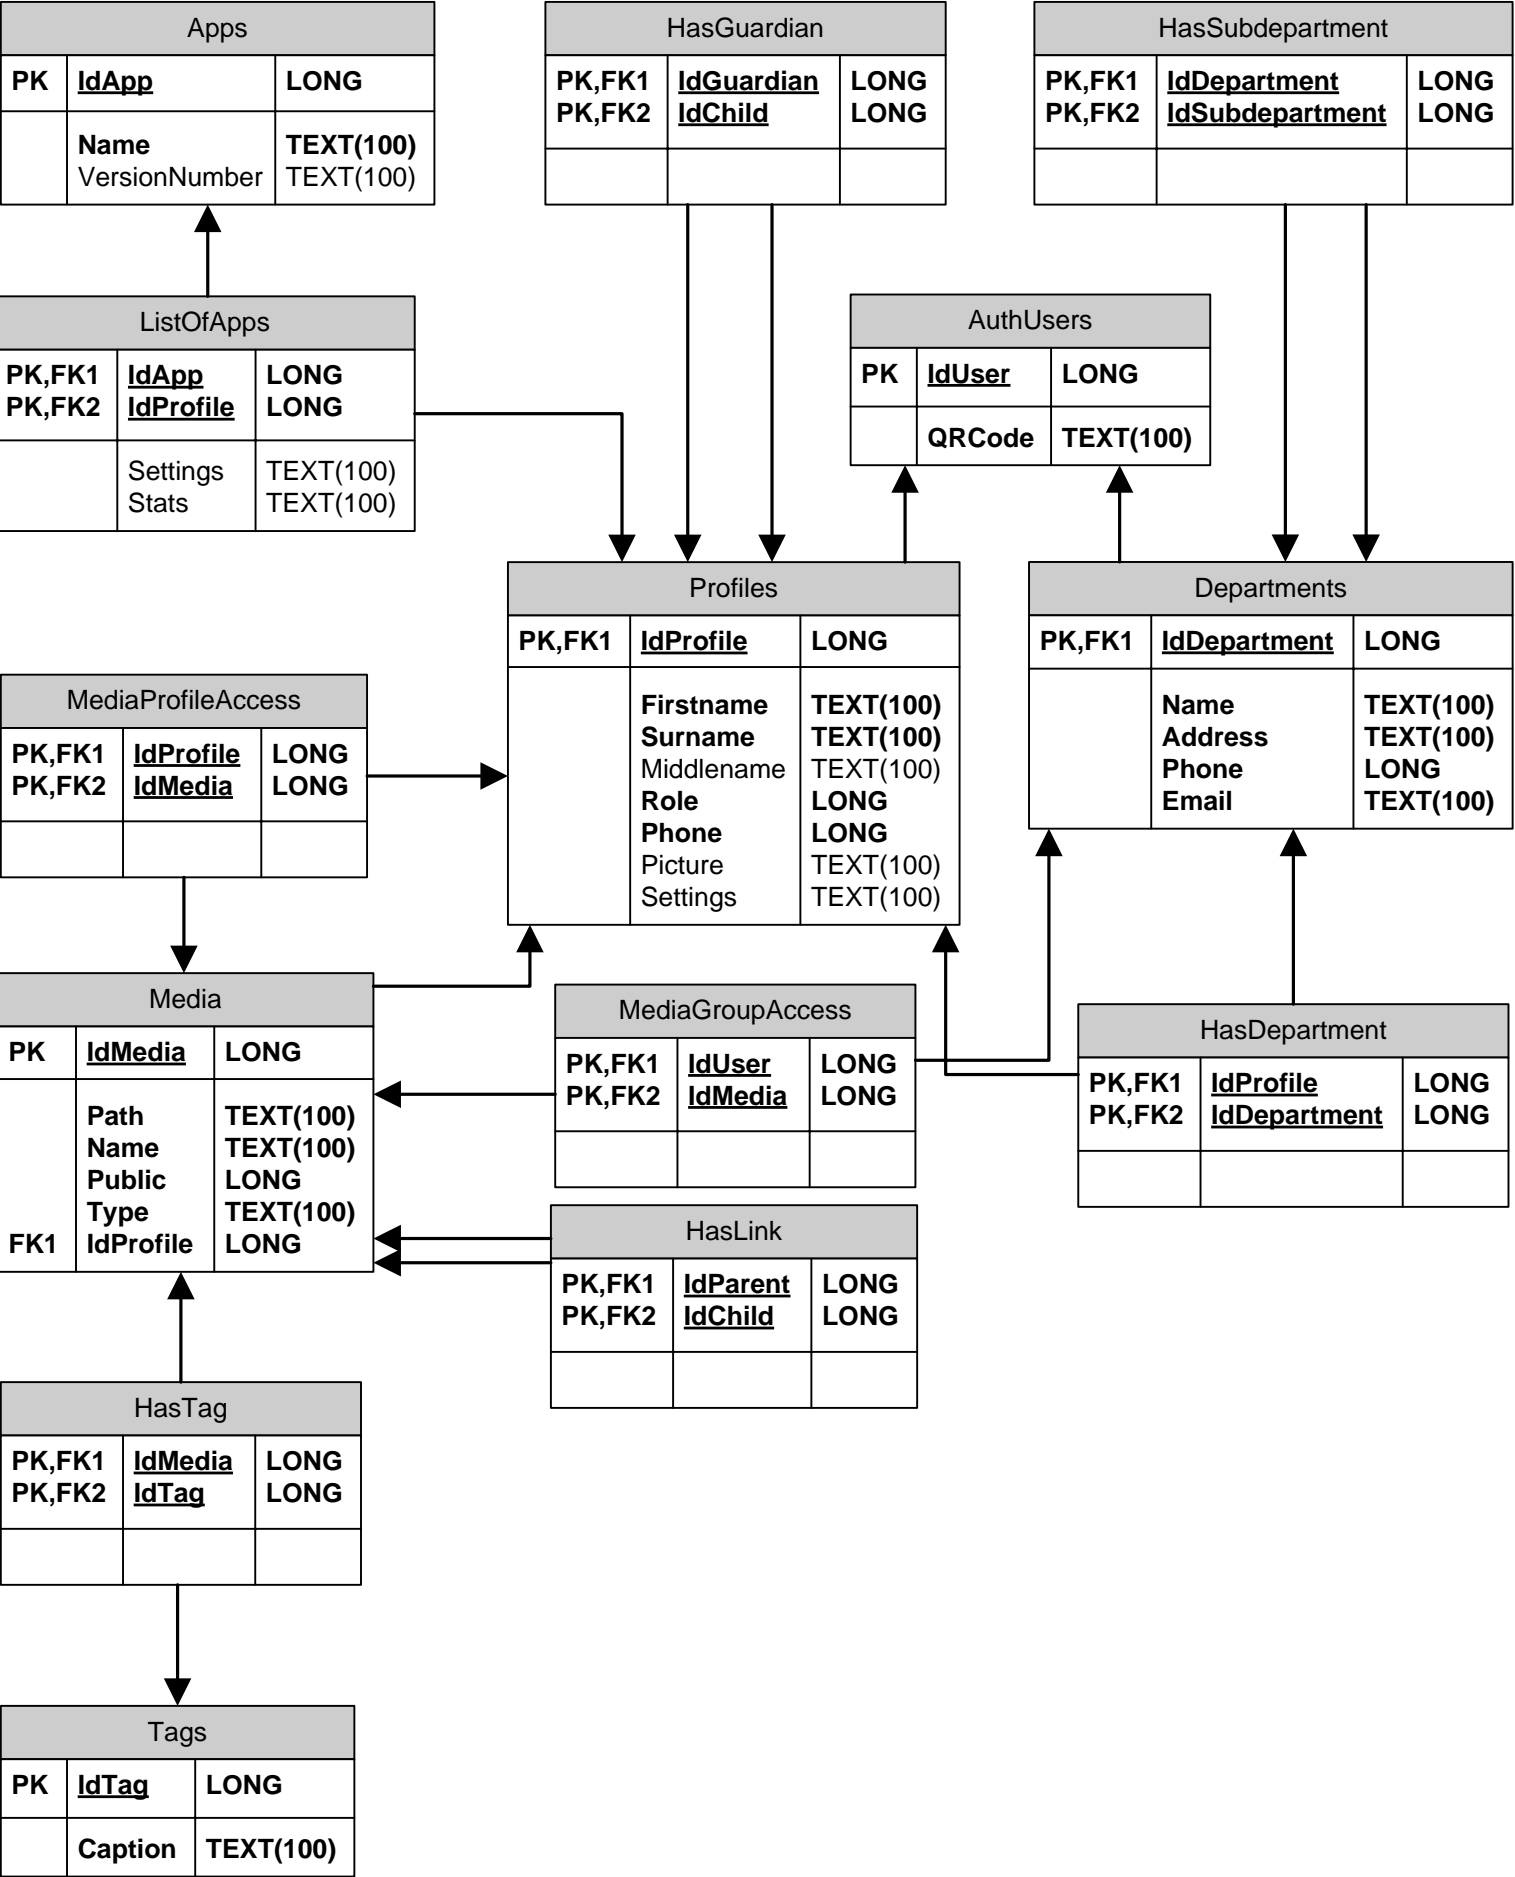 Apps
PK IdApp LONG
Name TEXT(100)
VersionNumber TEXT(100)
HasGuardian
PK,FK1 IdGuardian LONG
PK,FK2 IdChild LONG
HasSubdepartment
PK,FK1 IdDepartment LONG
PK,FK2 IdSubdepartment LONG
ListOfApps
PK,FK1 IdApp LONG
PK,FK2 IdProfile LONG
Settings TEXT(100)
Stats TEXT(100)
AuthUsers
PK IdUser LONG
QRCode TEXT(100)
Profiles
PK,FK1 IdProfile LONG
Firstname TEXT(100)
Surname TEXT(100)
Middlename TEXT(100)
Role LONG
Phone LONG
Picture TEXT(100)
Settings TEXT(100)
Departments
PK,FK1 IdDepartment LONG
Name TEXT(100)
Address TEXT(100)
Phone LONG
Email TEXT(100)
MediaProfileAccess
PK,FK1 IdProfile LONG
PK,FK2 IdMedia LONG
Media
PK IdMedia LONG
Path TEXT(100)
Name TEXT(100)
Public LONG
Type TEXT(100)
FK1 IdProfile LONG
MediaGroupAccess
PK,FK1 IdUser LONG
PK,FK2 IdMedia LONG
HasDepartment
PK,FK1 IdProfile LONG
PK,FK2 IdDepartment LONG
HasLink
PK,FK1 IdParent LONG
PK,FK2 IdChild LONG
HasTag
PK,FK1 IdMedia LONG
PK,FK2 IdTag LONG
Tags
PK IdTag LONG
Caption TEXT(100)